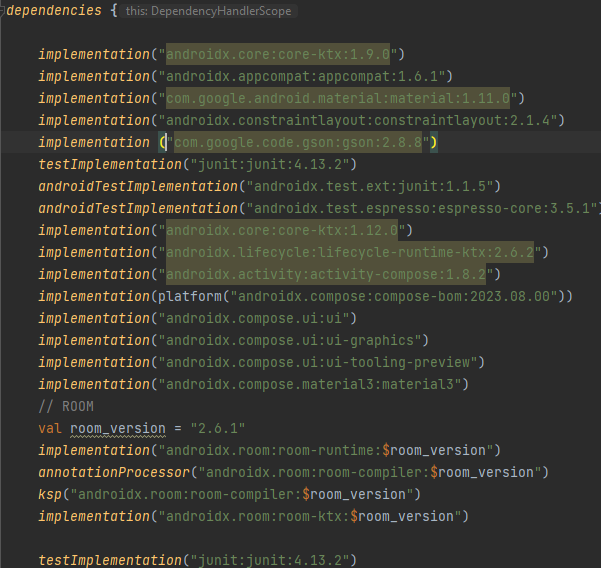 dependencies { this: DependencyHandlerScope
implementation("androidx.core:core-ktx:1.9.0")
implementation("androidx.appcompat:appcompat:1.6.1")
implementation("com.google.android.material:material:1.11.0")
implementation("androidx.constraintlayout:constraintlayout:2.1.4")
implementation ("com.google.code.gson:gson:2.8.8")
testImplementation("junit:junit:4.13.2")
androidTestImplementation("androidx.test.ext:junit:1.1.5")
androidTestImplementation("androidx.test.espresso:espresso-core:3.5.1")
implementation("androidx.core:core-ktx:1.12.0")
implementation("androidx.lifecycle:lifecycle-runtime-ktx:2.6.2")
implementation("androidx.activity:activity-compose:1.8.2")
implementation(platform("androidx.compose:compose-bom:2023.08.00"))
implementation("androidx.compose.ui:ui")
implementation("androidx.compose.ui:ui-graphics")
implementation("androidx.compose.ui:ui-tooling-preview")
implementation("androidx.compose.material3:material3")
// ROOM
val room_version = "2.6.1"
implementation("androidx.room:room-runtime:$room_version")
annotationProcessor("androidx.room:room-compiler:$room_version")
ksp("androidx.room:room-compiler:$room_version")
implementation("androidx.room:room-ktx:$room_version")
testImplementation("junit:junit:4.13.2")